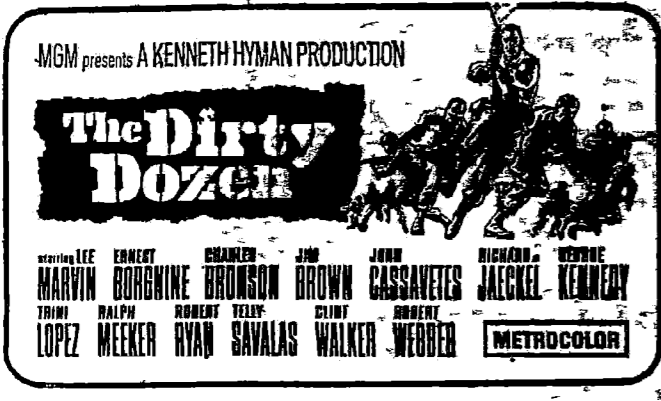 MGM presents A KENNETH HYMAN PRODUCTION
The Dirty
Dozen
starring LEE ERNEST CHARLES JIM JOHN RICHARD GEORGE
MARVIN BORGNINE BRONSON BROWN CASSAVETES JAECKEL KENNEDY
TRINI RALPH ROBERT TELLY CLINT ROBERT
LOPEZ MEEKER RYAN SAVALAS WALKER WEBBER METROCOLOR